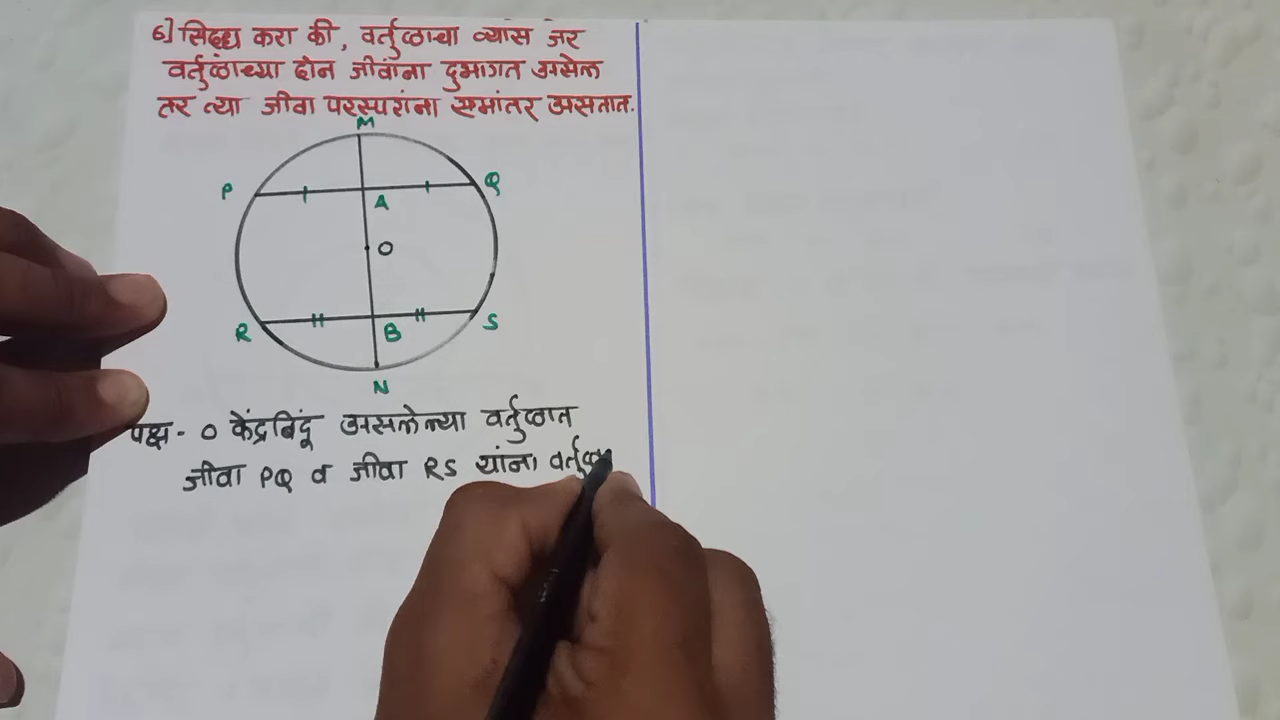 6] सिद्ध करा की, वर्तुळाचा व्यास जर
वर्तुळाच्या दोन जीवांना दुभागत असेल
तर त्या जीवा परस्परांना समांतर असतात.
M
P
Q
A
O
R
B
S
N
पक्ष - O केंद्रबिंदू असलेल्या वर्तुळात
जीवा PQ व जीवा RS यांना